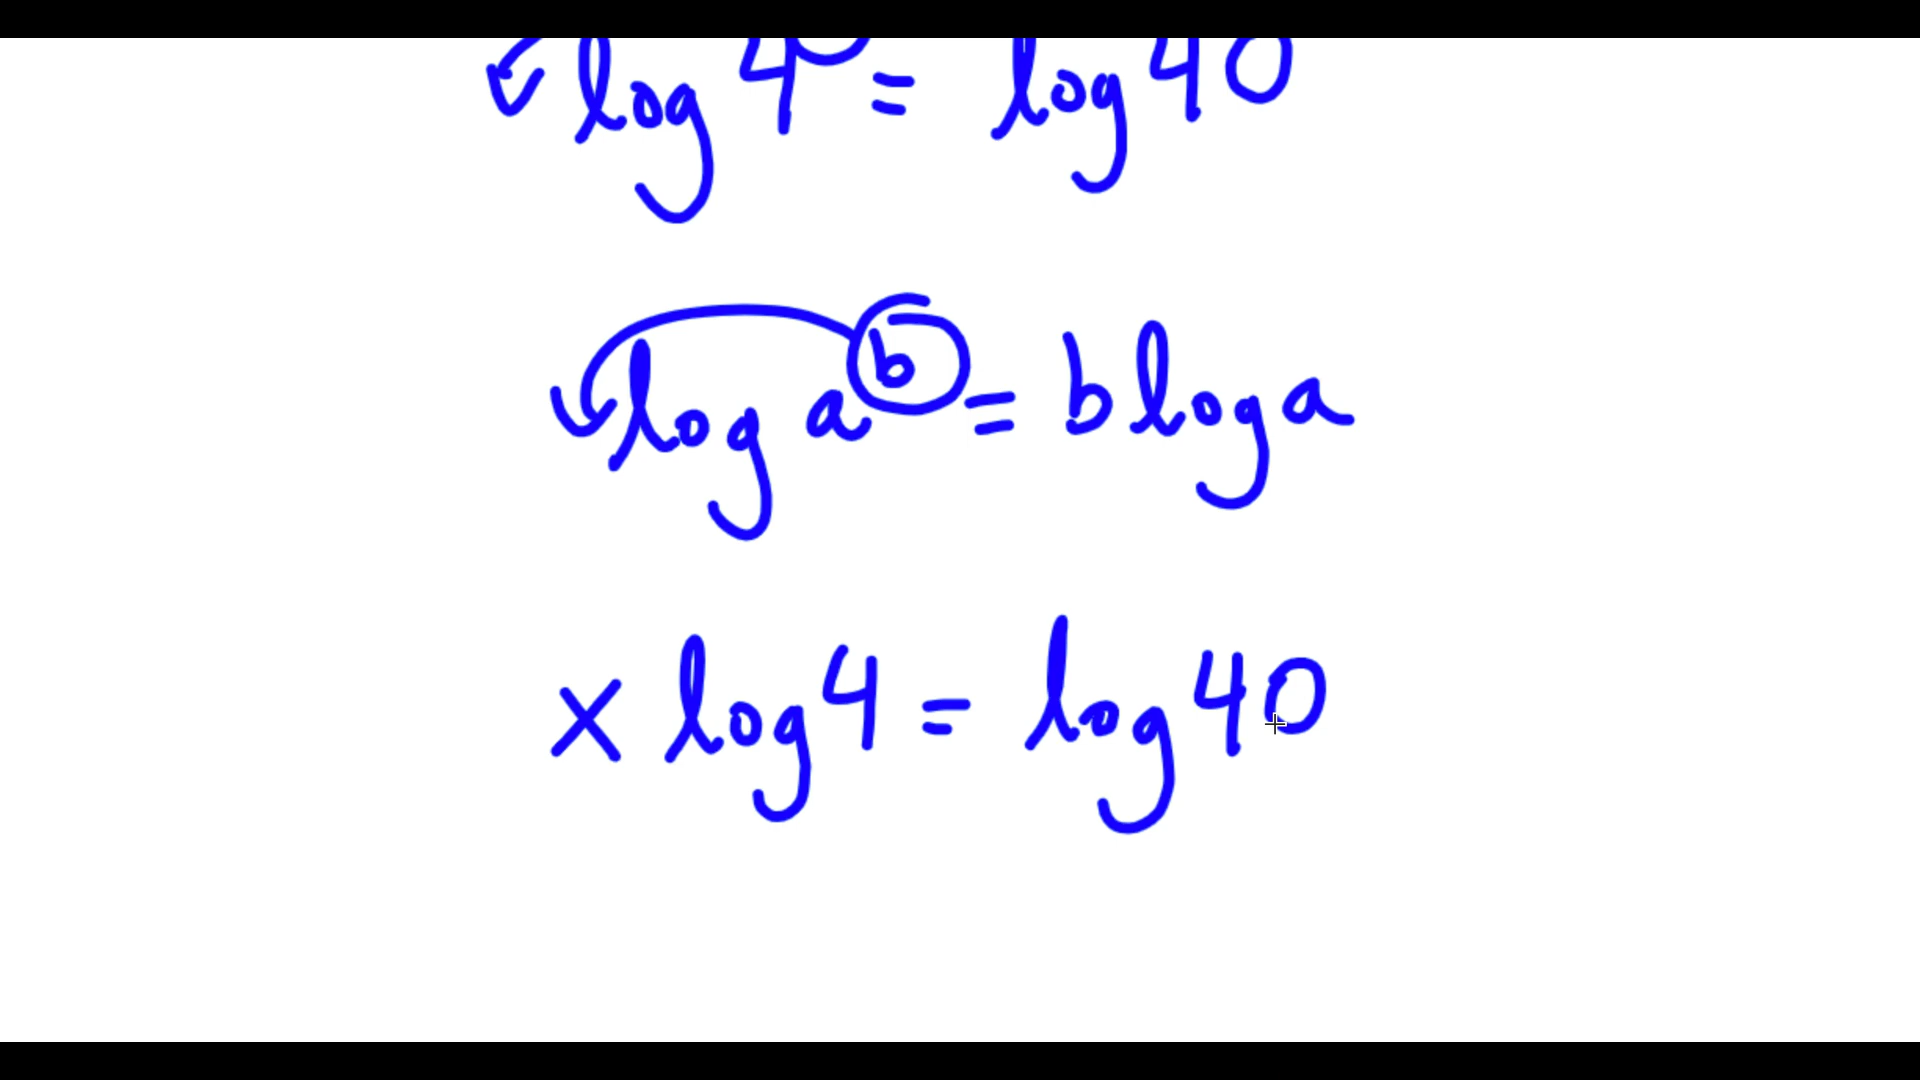 log 4 = log 40
log a^b = b log a
x log 4 = log 40